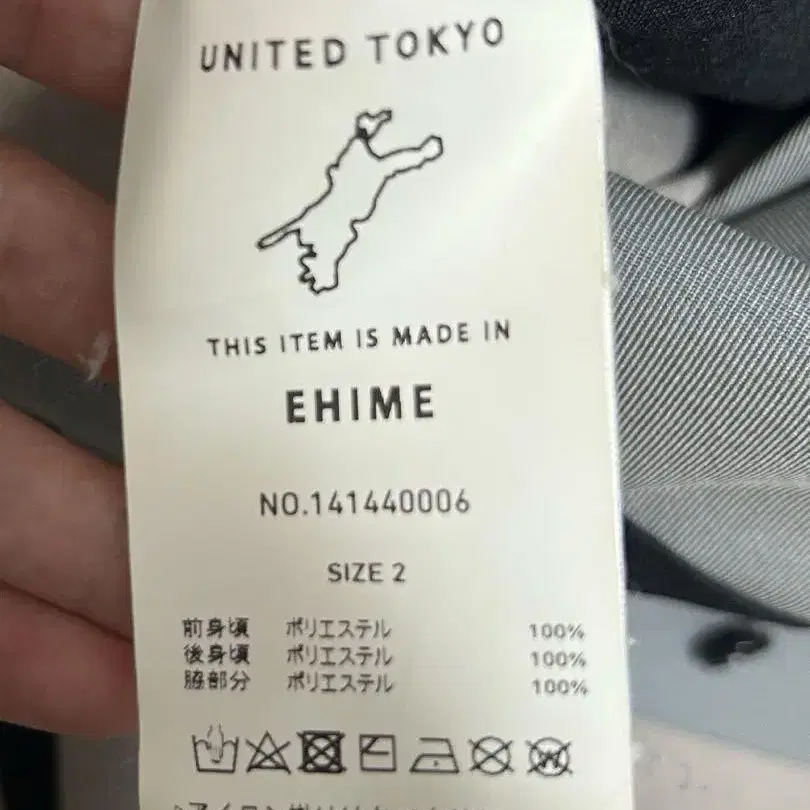 UNITED TOKYO
THIS ITEM IS MADE IN
EHIME
NO.141440006
SIZE 2
前身頃 ポリエステル 100%
後身頃 ポリエステル 100%
脇部分 ポリエステル 100%